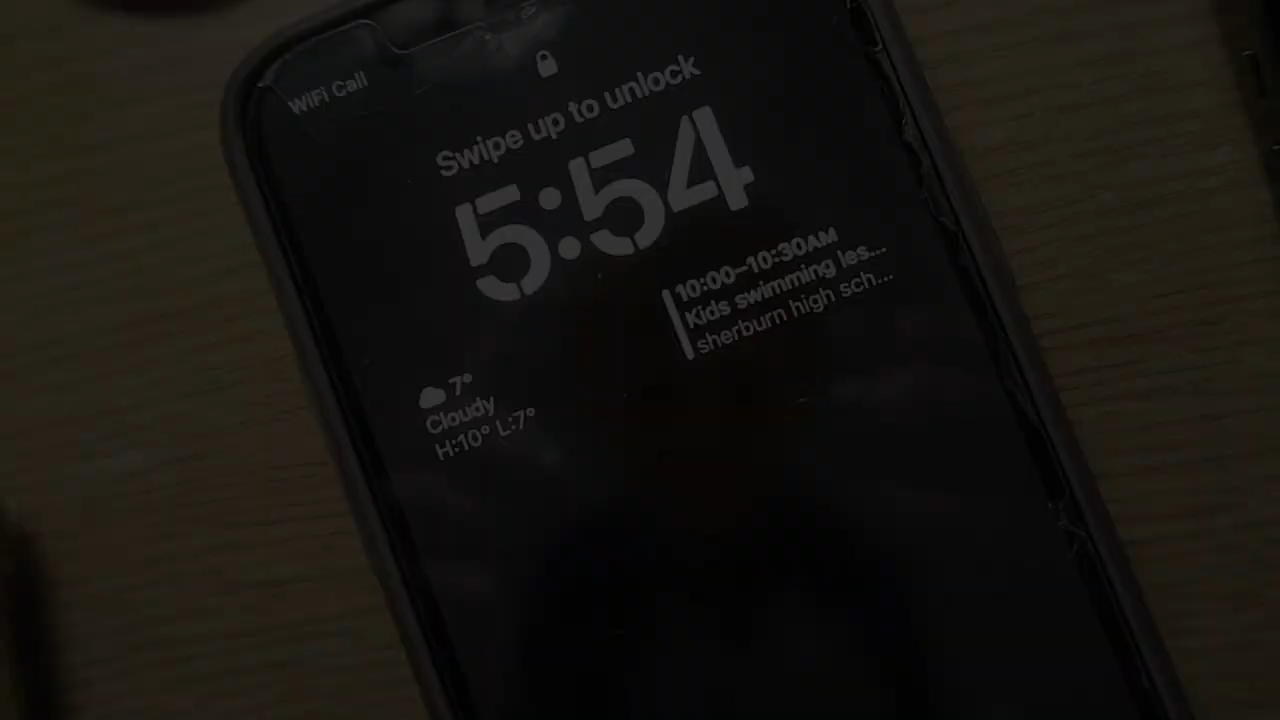 WiFi Call
Swipe up to unlock
5:54
10:00–10:30AM
Kids swimming les...
sherburn high sch...
7°
Cloudy
H:10° L:7°